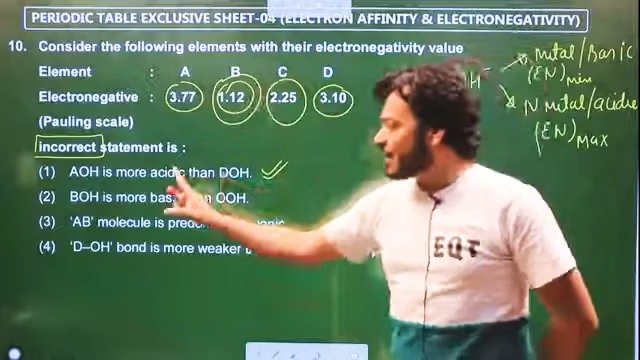 PERIODIC TABLE EXCLUSIVE SHEET-04 (ELECTRON AFFINITY & ELECTRONEGATIVITY)
10. Consider the following elements with their electronegativity value
Element : A B C D
Electronegative : 3.77 1.12 2.25 3.10
(Pauling scale)
incorrect statement is :
(1) AOH is more acidic than DOH.
(2) BOH is more than
(3) 'AB' molecule is
(4) 'D–OH' bond is more weaker
Metal/Basic
(EN)min
N Metal/acidic
(EN)Max
EQT